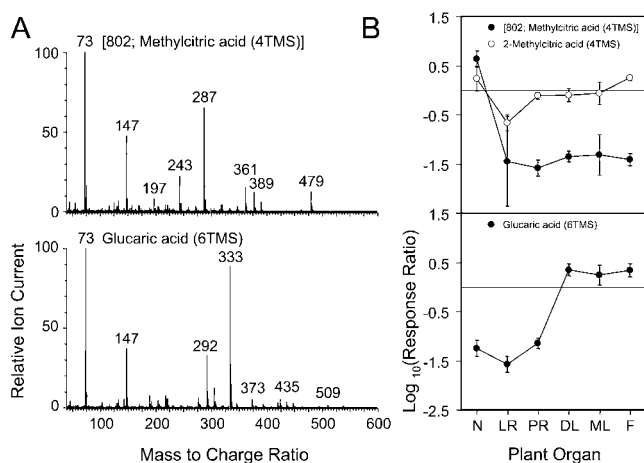 A
73 [802; Methylcitric acid (4TMS)]
100
287
147
50
243
361
389
479
197
0
73 Glucaric acid (6TMS)
100
333
147
50
292
373
435
509
0
Relative Ion Current
100 200 300 400 500 600
Mass to Charge Ratio
B
[802; Methylcitric acid (4TMS)]
2-Methylcitric acid (4TMS)
1.5
0.5
-0.5
-1.5
1.5
Glucaric acid (6TMS)
0.5
-0.5
-1.5
-2.5
Log 10(Response Ratio)
N LR PR DL ML F
Plant Organ